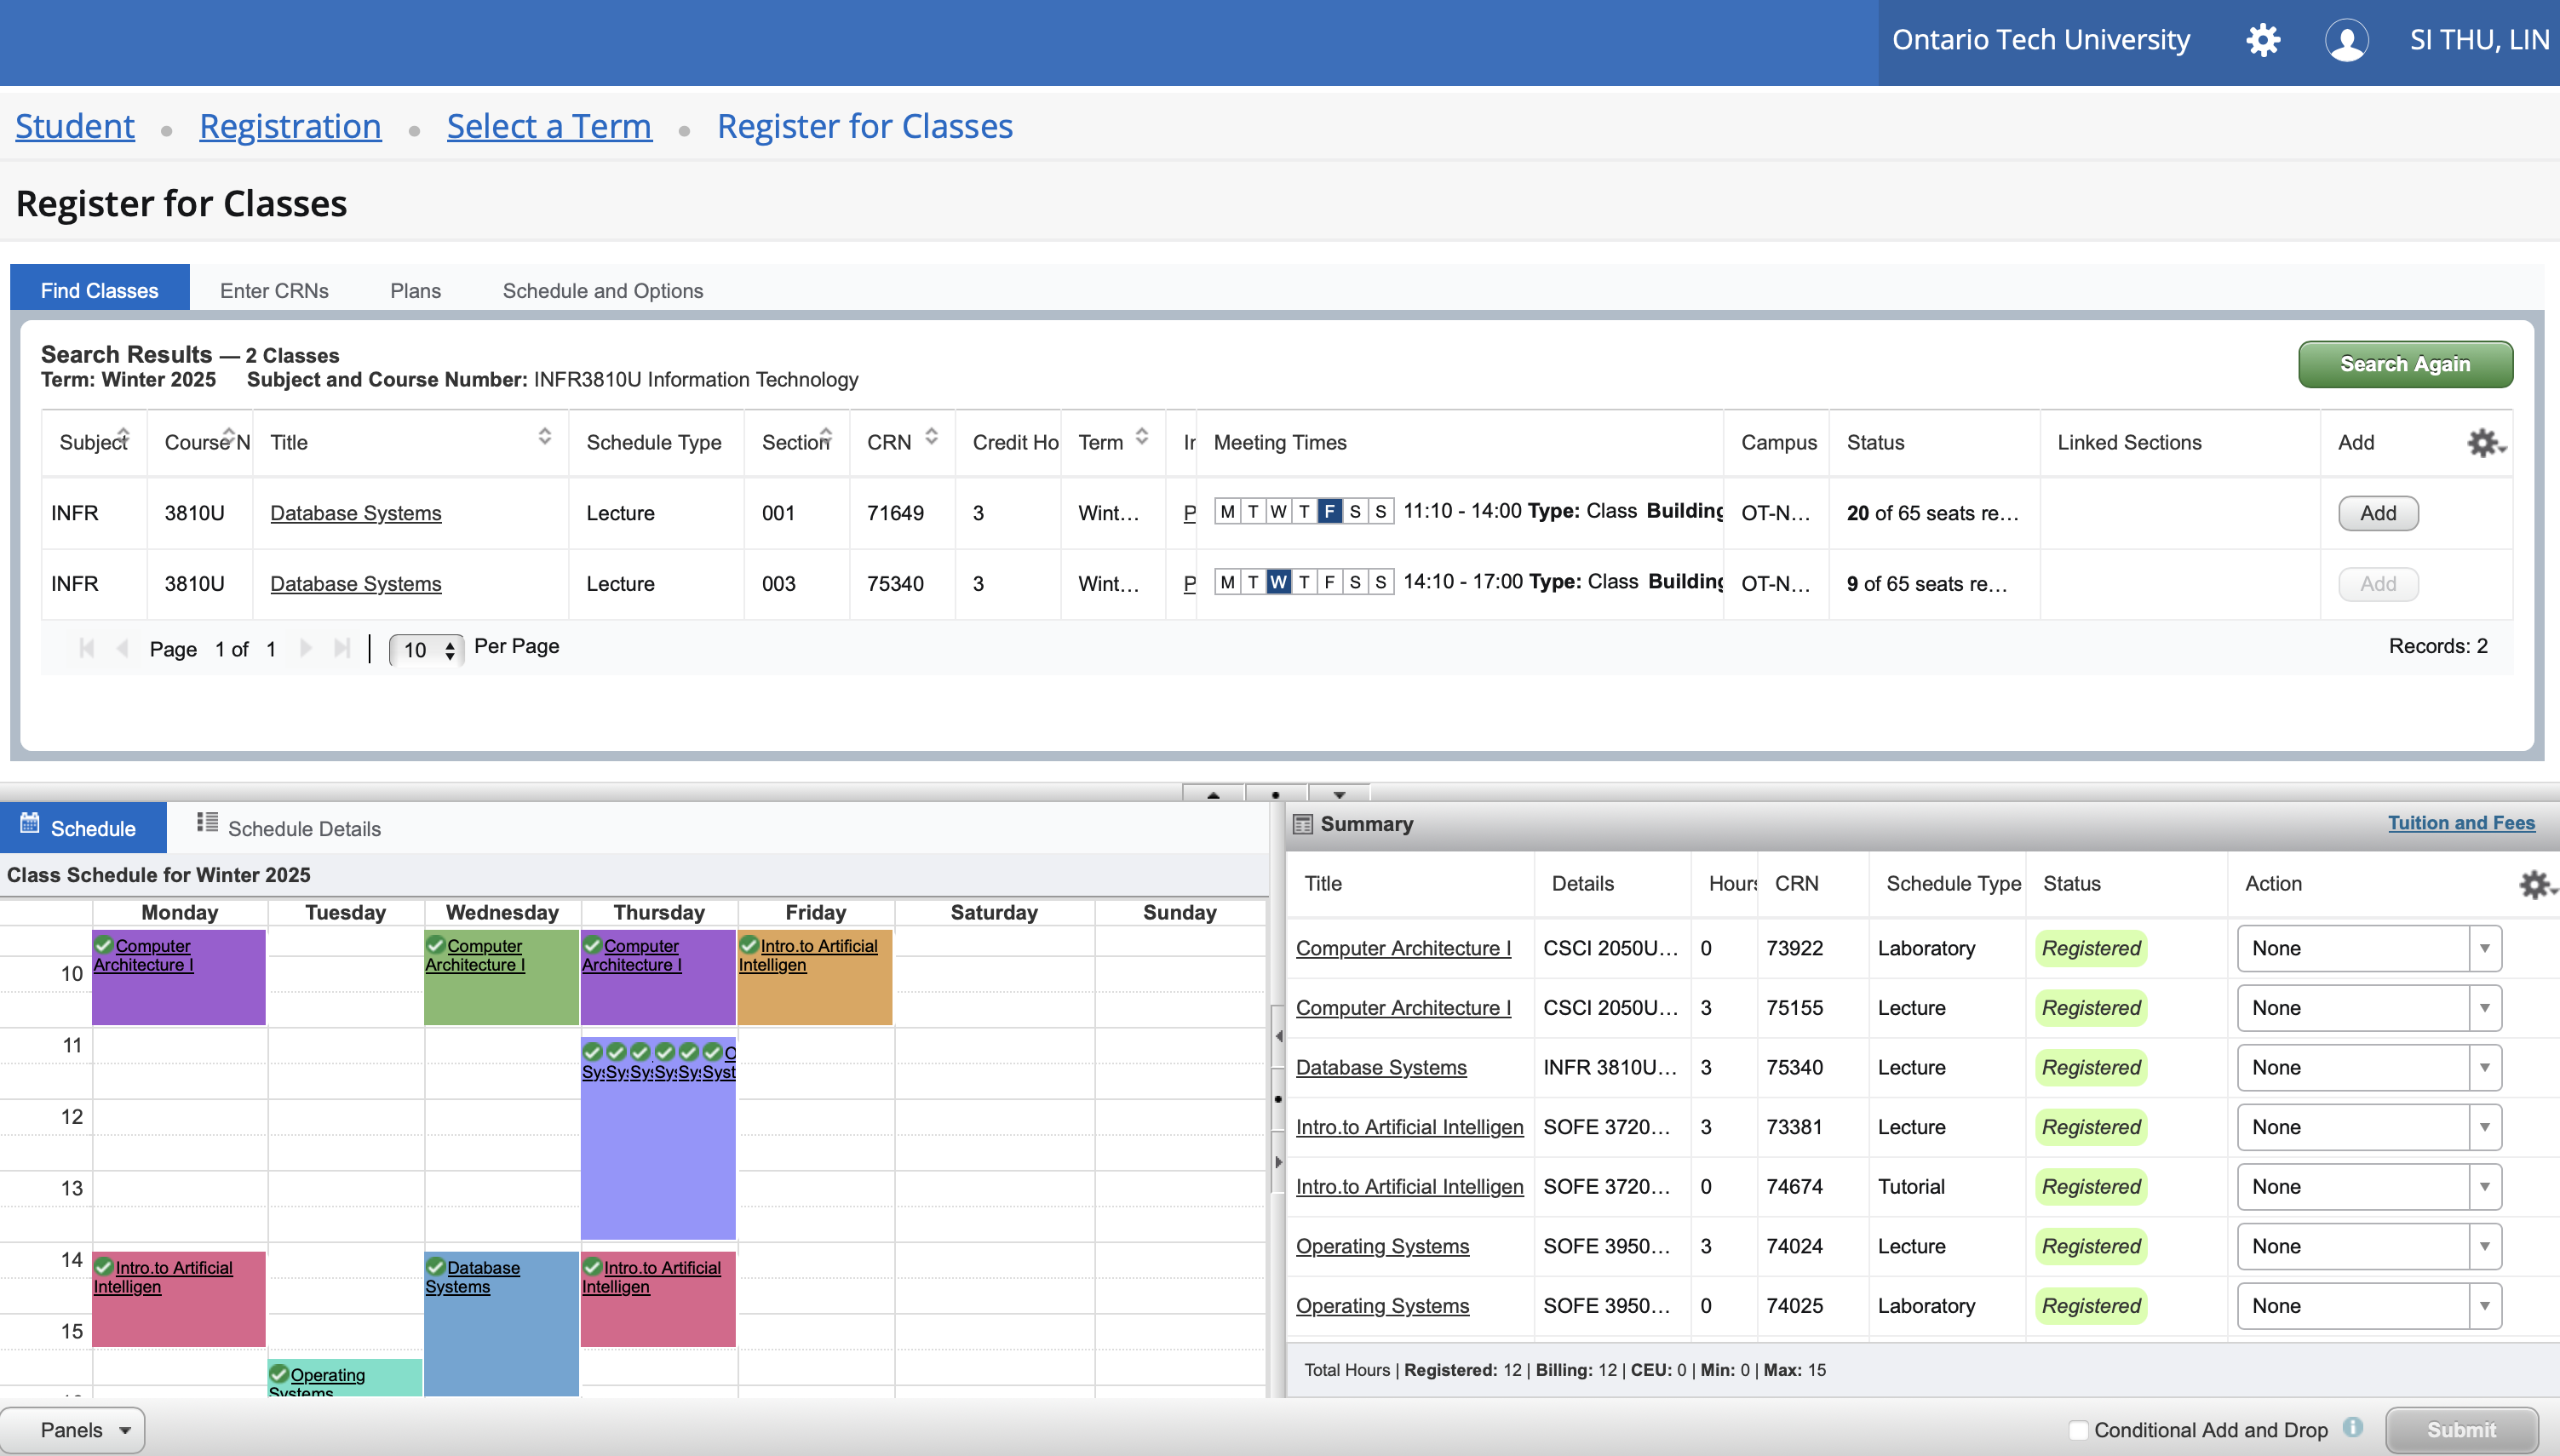 Ontario Tech University SI THU, LIN
Student Registration Select a Term Register for Classes
Register for Classes
Find Classes Enter CRNs Plans Schedule and Options
Search Results — 2 Classes
Term: Winter 2025 Subject and Course Number: INFR3810U Information Technology
Search Again
Subject Course N Title Schedule Type Section CRN Credit Ho Term Meeting Times Campus Status Linked Sections Add
INFR 3810U Database Systems Lecture 001 71649 3 Wint... P M T W T F S S 11:10 - 14:00 Type: Class Building OT-N... 20 of 65 seats re... Add
INFR 3810U Database Systems Lecture 003 75340 3 Wint... P M T W T F S S 14:10 - 17:00 Type: Class Building OT-N... 9 of 65 seats re... Add
Page 1 of 1 10 Per Page Records: 2
Schedule Schedule Details
Class Schedule for Winter 2025
Monday Tuesday Wednesday Thursday Friday Saturday Sunday
Computer Computer Computer Intro.to Artificial
Architecture I Architecture I Architecture I Intelligen
10
11
Sy: Sy: Sy: Sy: Sy: Syst
12
13
14
Intro.to Artificial Database Intro.to Artificial
Intelligen Systems Intelligen
15
Operating
Systems
Summary Tuition and Fees
Title Details Hours CRN Schedule Type Status Action
Computer Architecture I CSCI 2050U... 0 73922 Laboratory Registered None
Computer Architecture I CSCI 2050U... 3 75155 Lecture Registered None
Database Systems INFR 3810U... 3 75340 Lecture Registered None
Intro.to Artificial Intelligen SOFE 3720... 3 73381 Lecture Registered None
Intro.to Artificial Intelligen SOFE 3720... 0 74674 Tutorial Registered None
Operating Systems SOFE 3950... 3 74024 Lecture Registered None
Operating Systems SOFE 3950... 0 74025 Laboratory Registered None
Total Hours | Registered: 12 | Billing: 12 | CEU: 0 | Min: 0 | Max: 15
Panels Conditional Add and Drop Submit